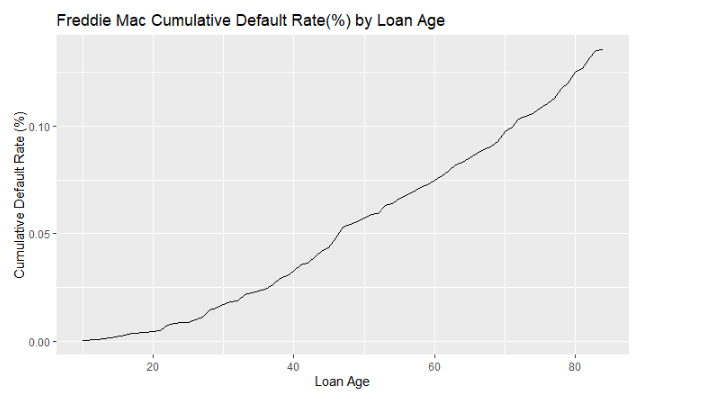 Freddie Mac Cumulative Default Rate(%) by Loan Age
Cumulative Default Rate (%)
0.10
0.05
0.00
20 40 60 80
Loan Age